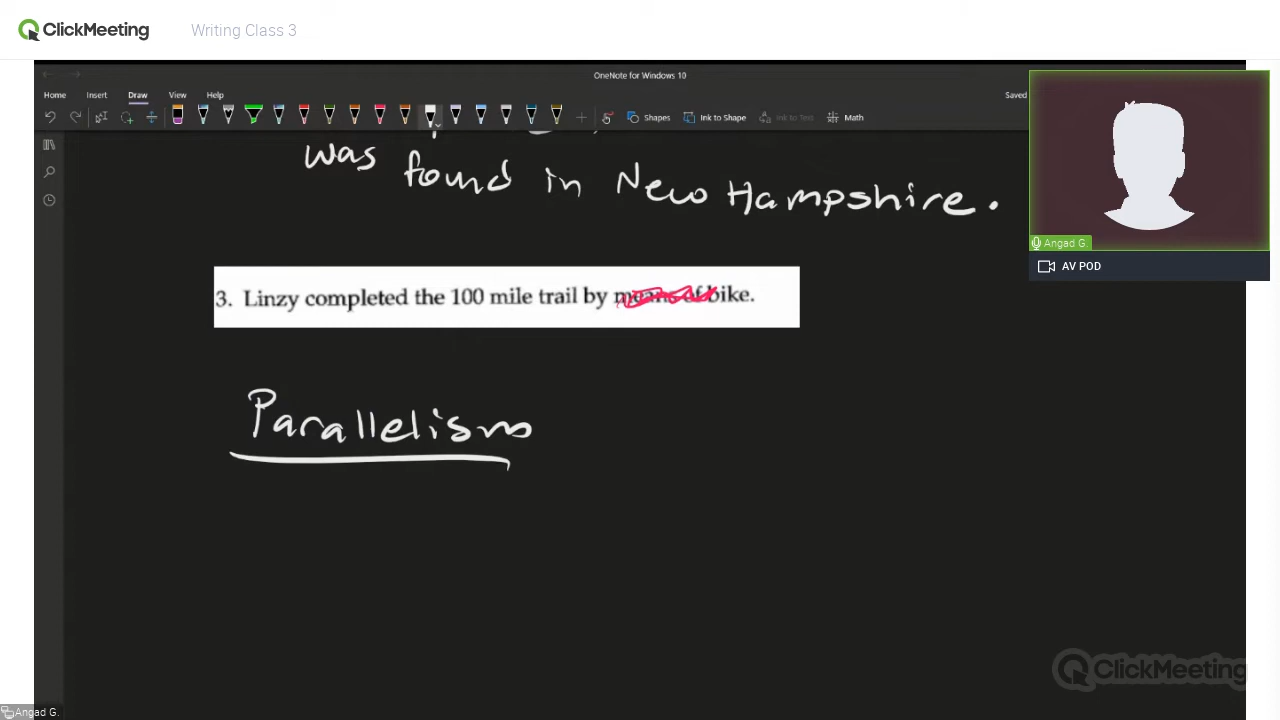 ClickMeeting Writing Class 3
OneNote for Windows 10
Home Insert Draw View Help Saved
Shapes Ink to Shape Ink to Text Math
was found in New Hampshire.
3. Linzy completed the 100 mile trail by means of bike.
Parallelism
Angad G.
AV POD
ClickMeeting
Angad G.